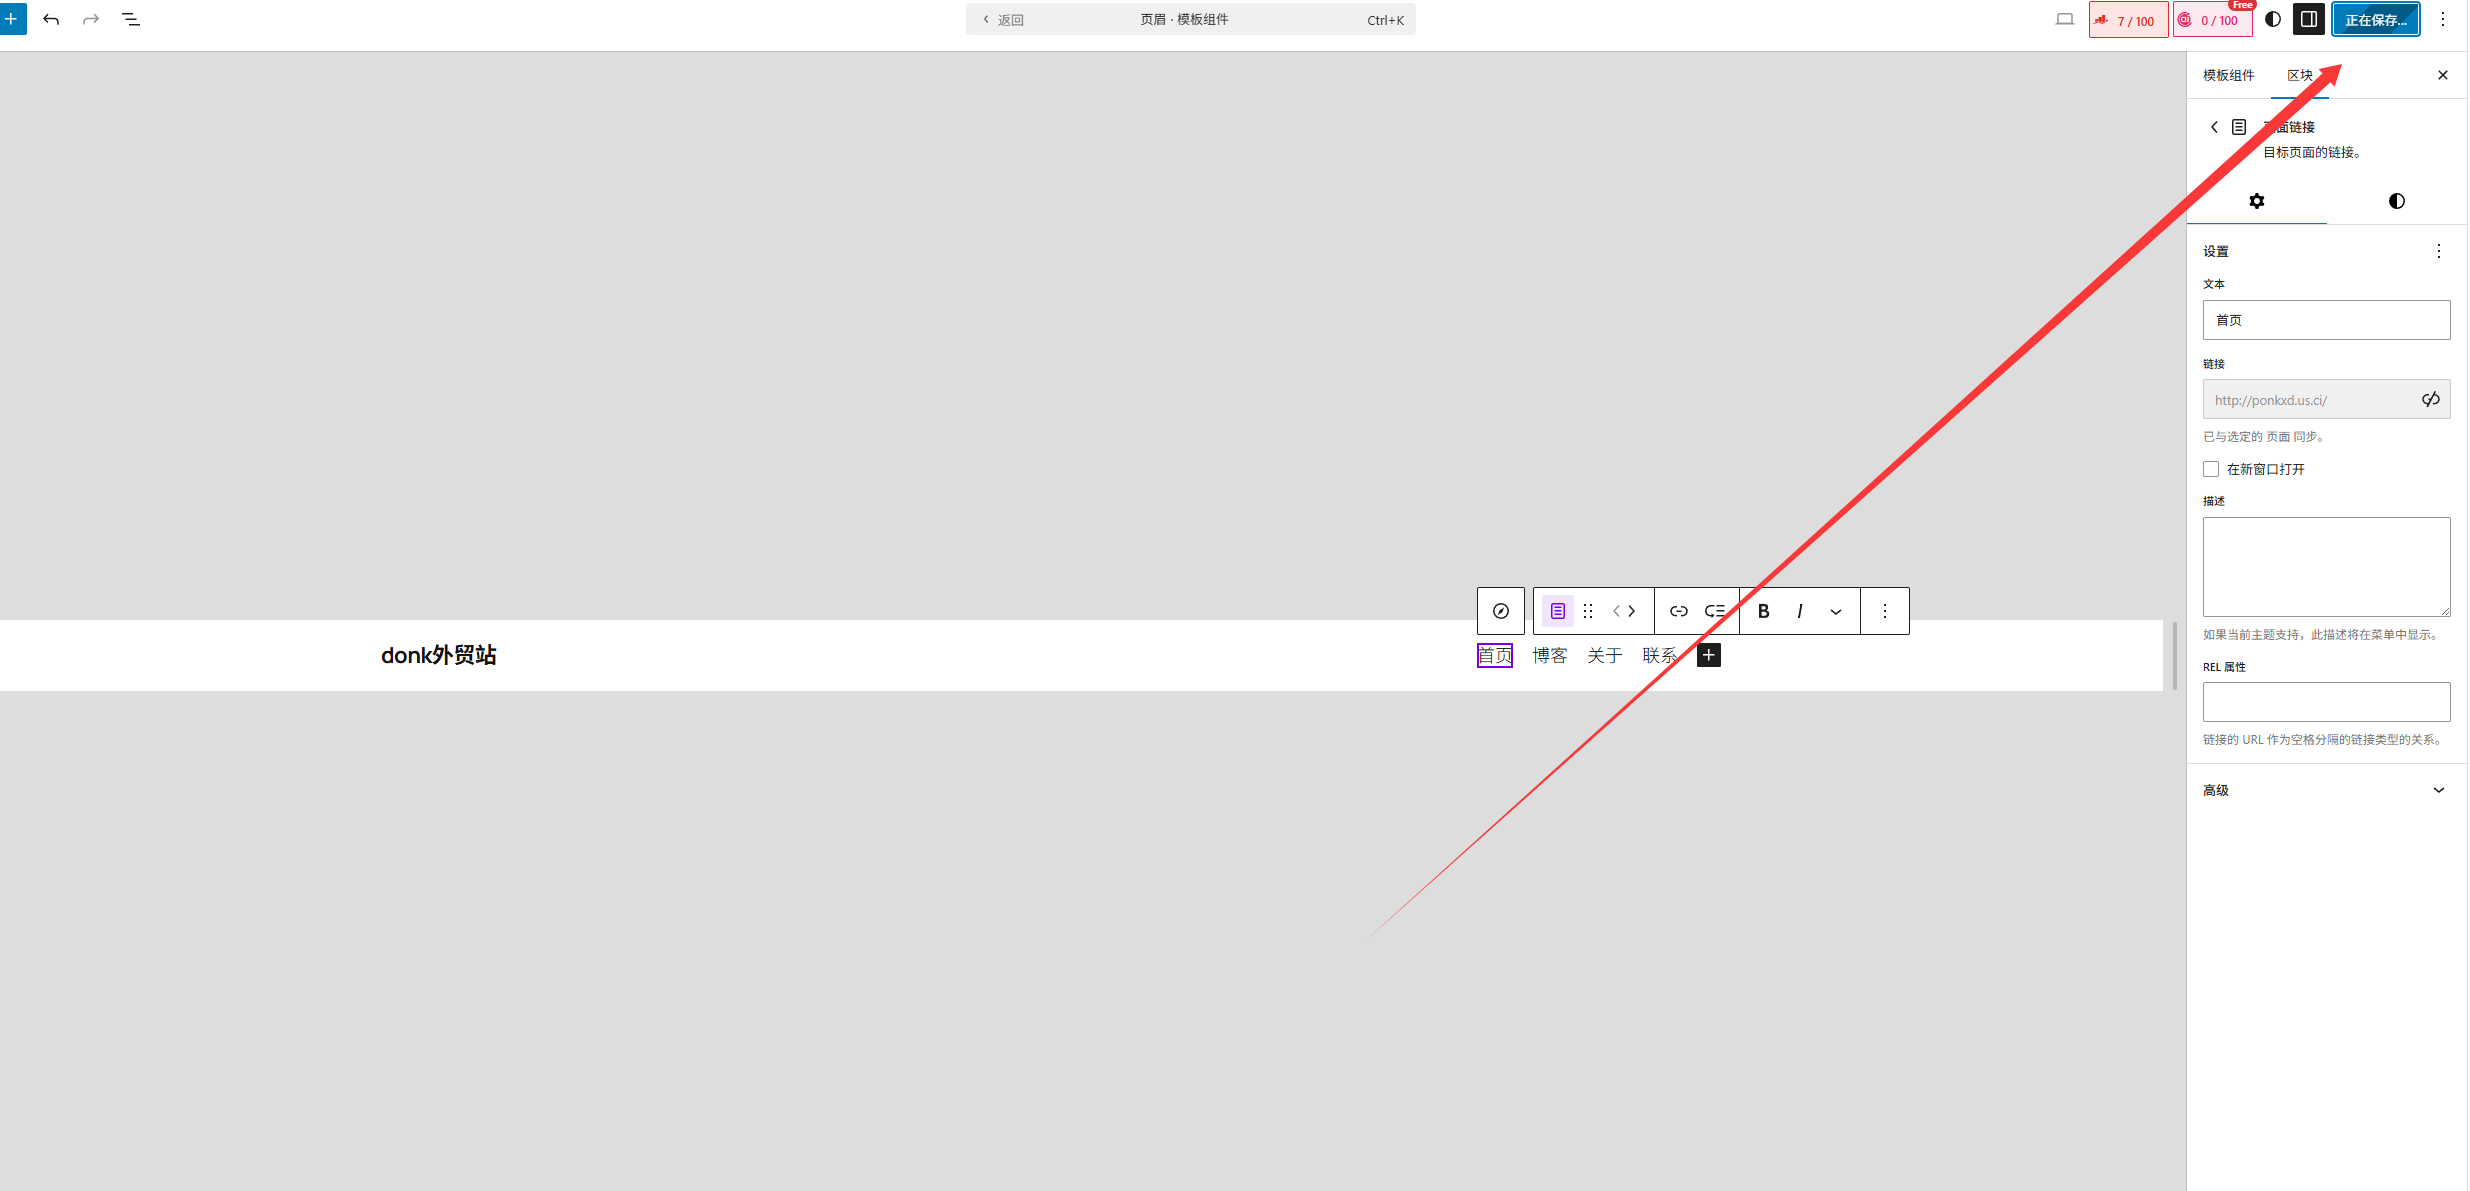 返回
页眉 · 模板组件
Ctrl+K
7 / 100
0 / 100
Free
正在保存...
模板组件
区块
面链接
目标页面的链接。
设置
文本
首页
链接
http://ponkxd.us.ci/
已与选定的 页面 同步。
在新窗口打开
描述
如果当前主题支持，此描述将在菜单中显示。
REL 属性
链接的 URL 作为空格分隔的链接类型的关系。
高级
B I
donk外贸站
首页 博客 关于 联系